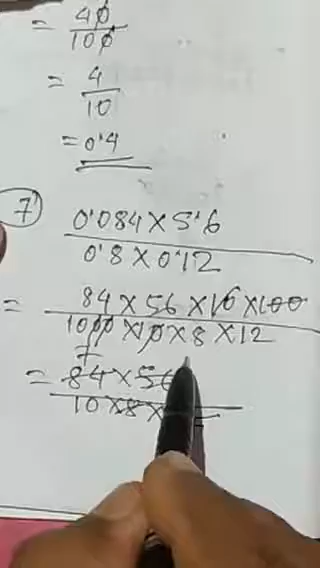 = 40
100
= 4
10
= 0.4
7
0.084 × 5.6
0.8 × 0.12
= 84 × 56 × 10 × 100
1000 × 10 × 8 × 12
7
= 84 × 56
10 × 8 ×